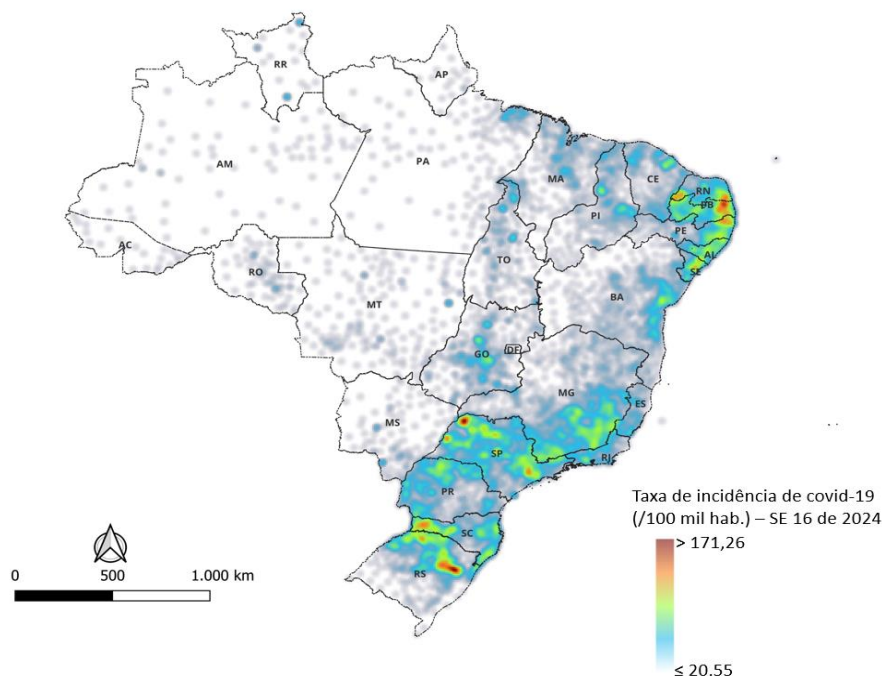 RR
AP
AM
PA
MA
CE
RN
PB
PI
PE
AC
AL
TO
SE
RO
BA
MT
GO
DF
MG
MS
ES
SP
RJ
PR
SC
RS
Taxa de incidência de covid-19
(/100 mil hab.) – SE 16 de 2024
> 171,26
≤ 20,55
0 500 1.000 km